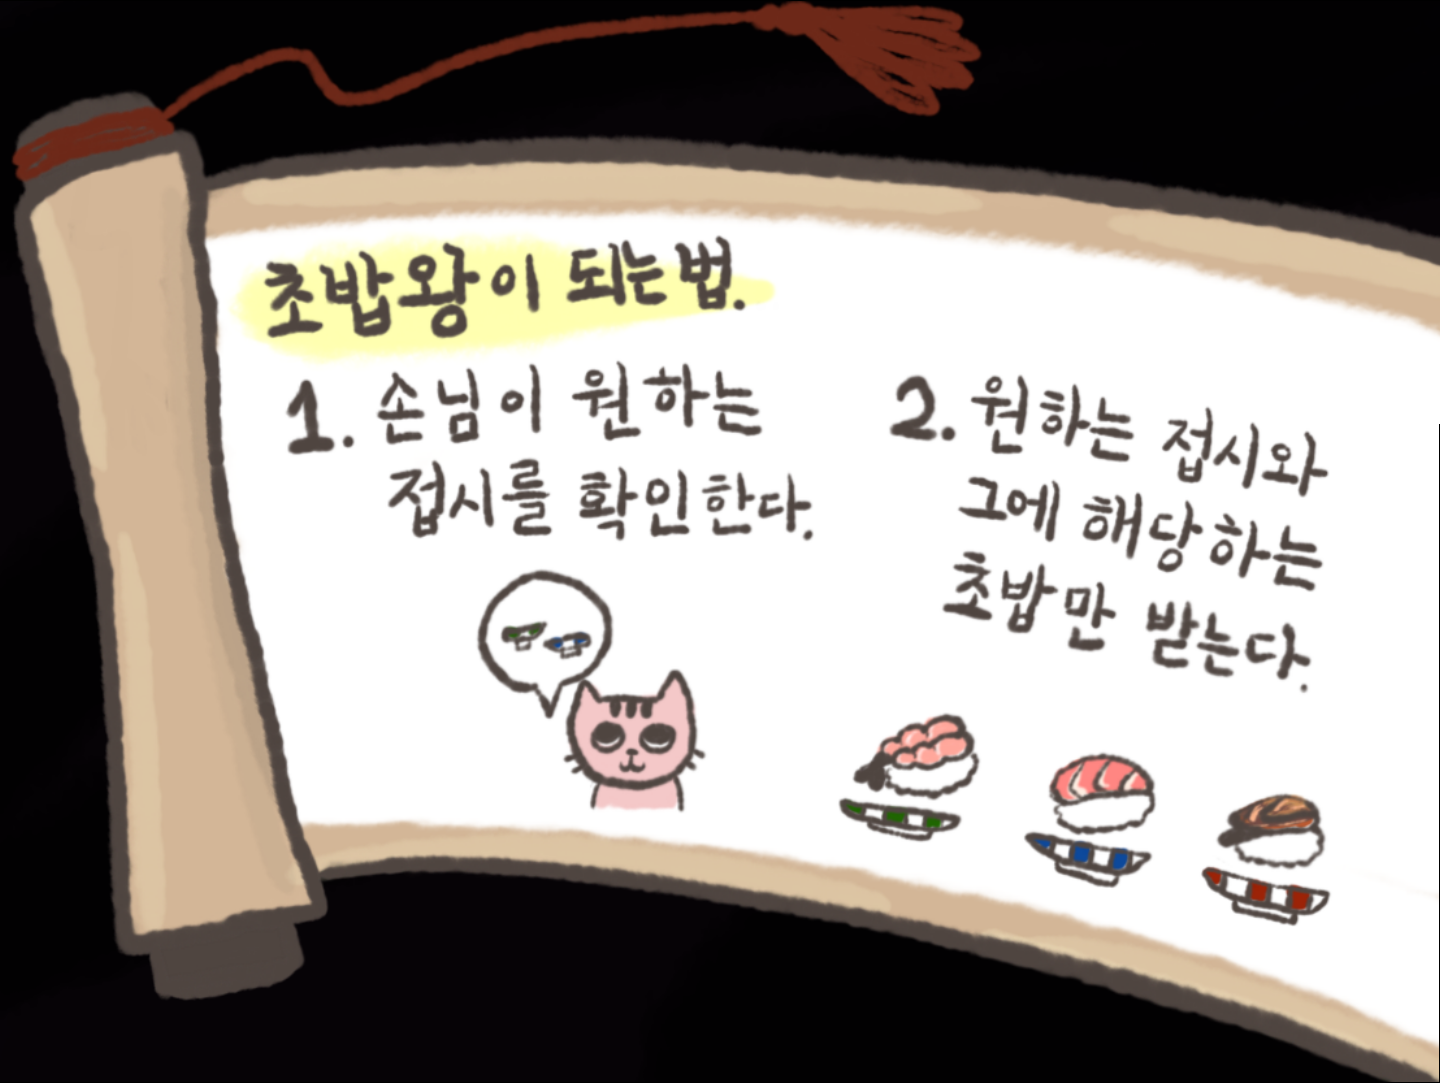 초밥왕이 되는법.
1. 손님이 원하는
접시를 확인한다.
2. 원하는 접시와
그에 해당하는
초밥만 받는다.